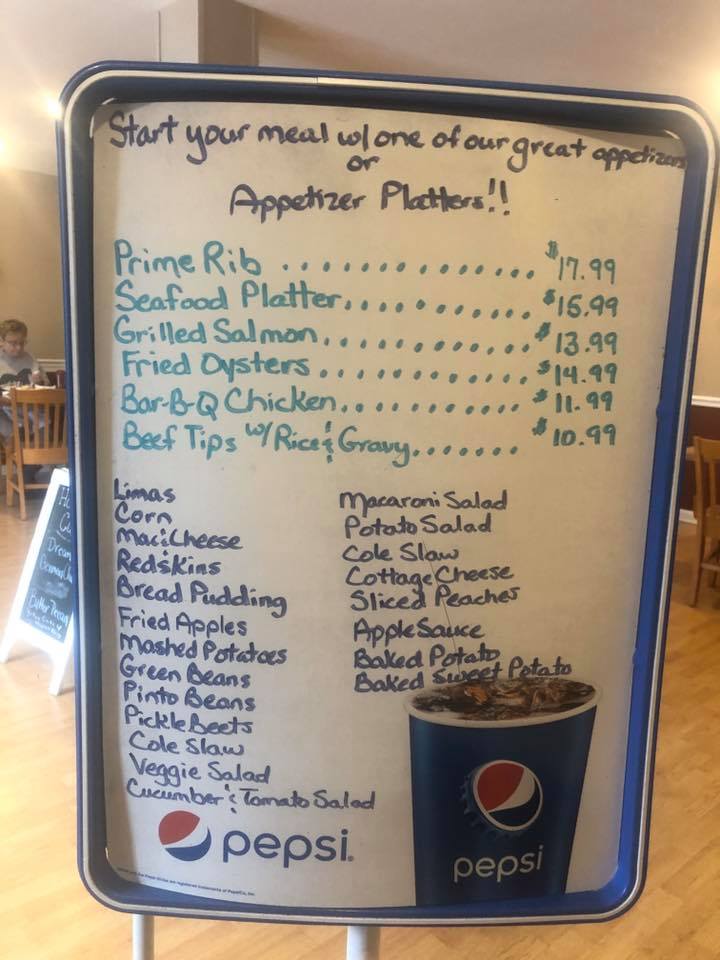 Start your meal w/one of our great appetizers
or
Appetizer Platters!!
Prime Rib .............. $17.99
Seafood Platter........... $16.99
Grilled Salmon............ $13.99
Fried Oysters ............ $14.99
Bar-B-Q Chicken........... $11.99
Beef Tips w/ Rice & Gravy....... $10.99
Limas
Corn
Mac & Cheese
Redskins
Bread Pudding
Fried Apples
Mashed Potatoes
Green Beans
Pinto Beans
Pickle Beets
Cole Slaw
Veggie Salad
Cucumber & Tomato Salad
Macaroni Salad
Potato Salad
Cole Slaw
Cottage Cheese
Sliced Peaches
Apple Sauce
Baked Potato
Baked Sweet Potato
pepsi
pepsi.
Dream